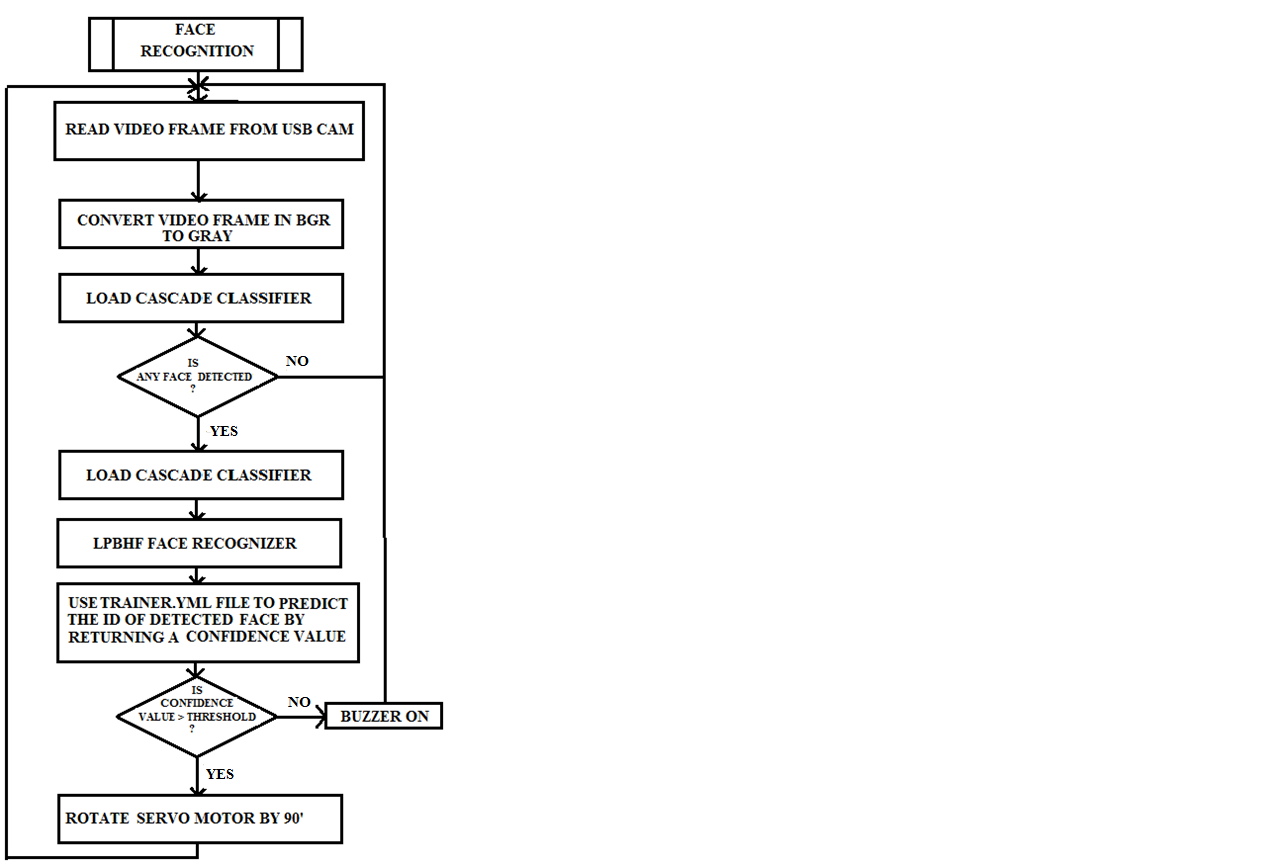 FACE
RECOGNITION
READ VIDEO FRAME FROM USB CAM
CONVERT VIDEO FRAME IN BGR
TO GRAY
LOAD CASCADE CLASSIFIER
IS
ANY FACE DETECTED
?
NO
YES
LOAD CASCADE CLASSIFIER
LPBHF FACE RECOGNIZER
USE TRAINER.YML FILE TO PREDICT
THE ID OF DETECTED FACE BY
RETURNING A CONFIDENCE VALUE
IS
CONFIDENCE
VALUE > THRESHOLD
?
NO
BUZZER ON
YES
ROTATE SERVO MOTOR BY 90'